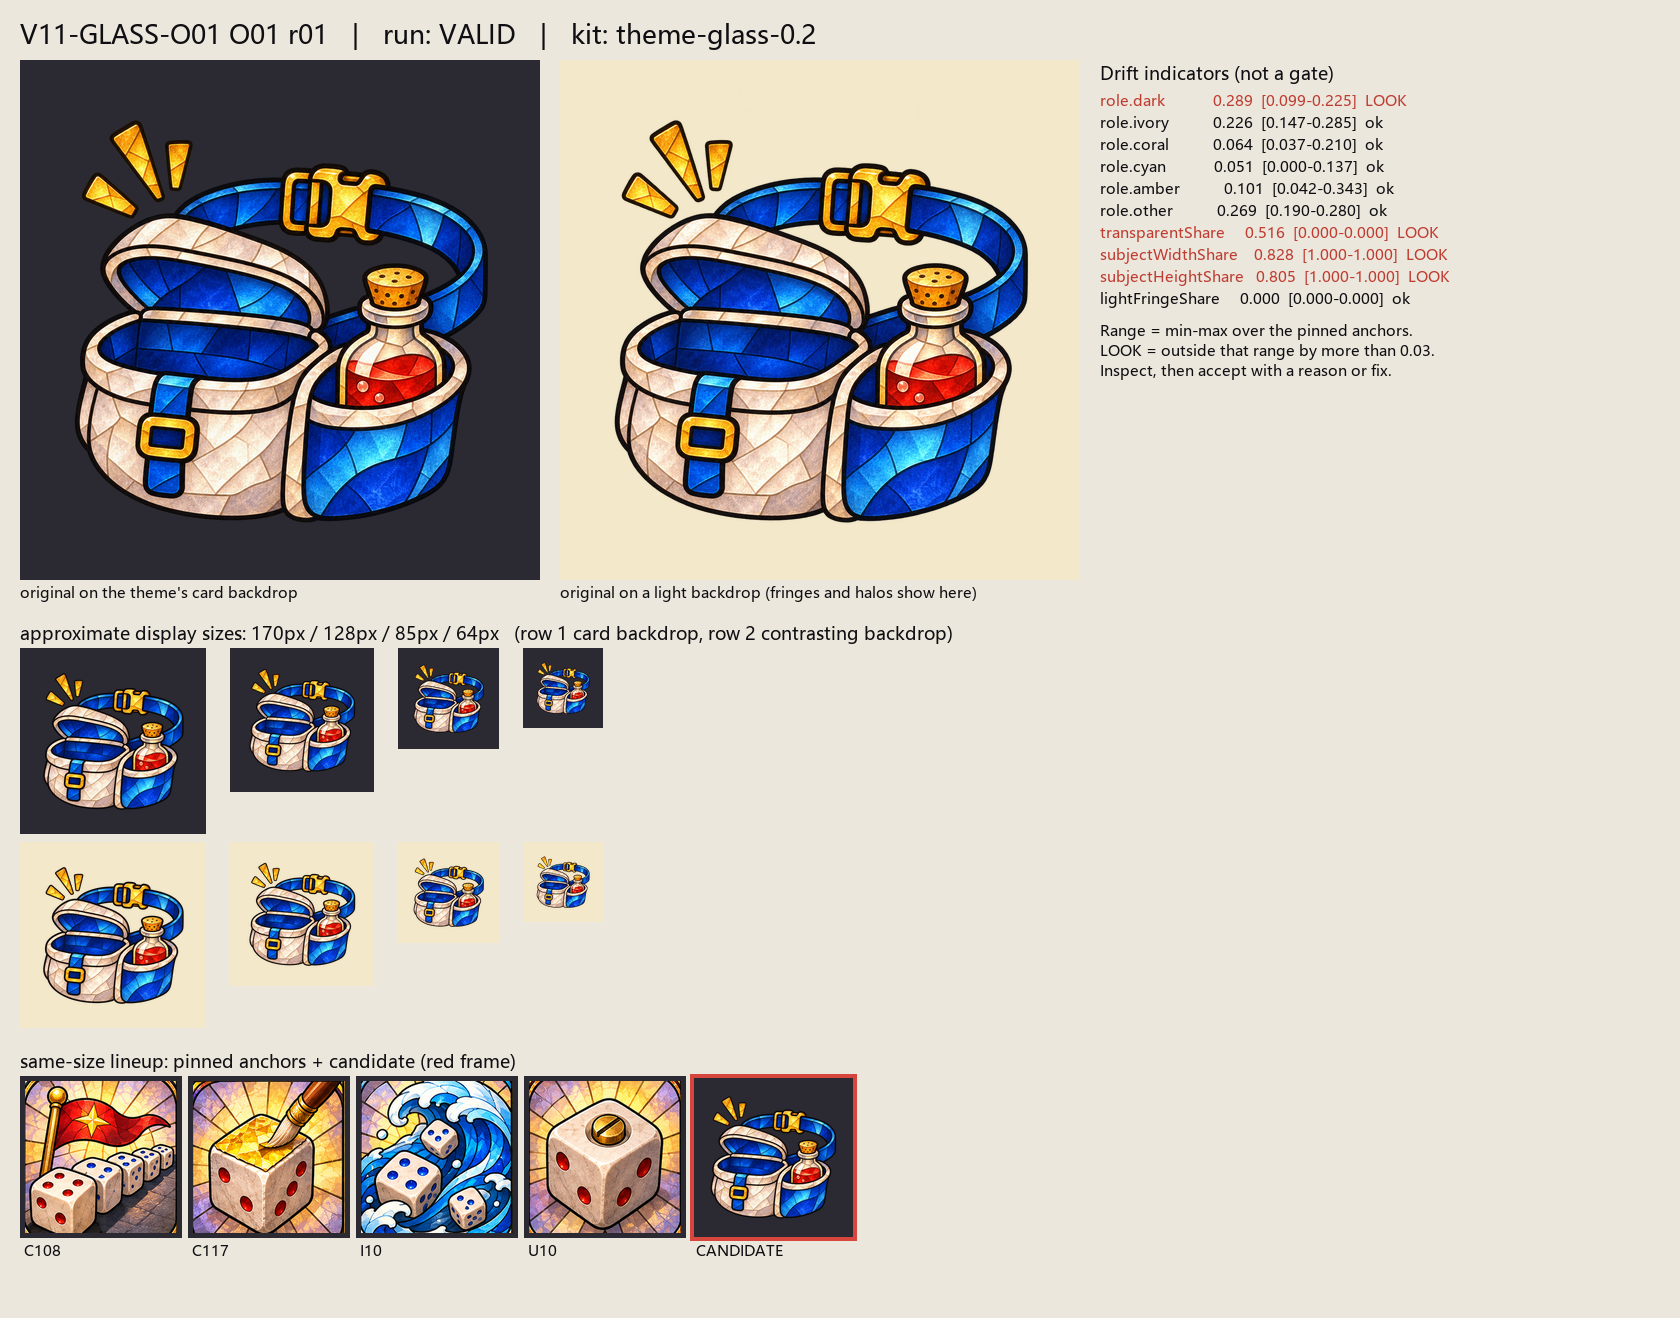 V11-GLASS-O01 O01 r01   |   run: VALID   |   kit: theme-glass-0.2
Drift indicators (not a gate)
role.dark 0.289 [0.099-0.225] LOOK
role.ivory 0.226 [0.147-0.285] ok
role.coral 0.064 [0.037-0.210] ok
role.cyan 0.051 [0.000-0.137] ok
role.amber 0.101 [0.042-0.343] ok
role.other 0.269 [0.190-0.280] ok
transparentShare 0.516 [0.000-0.000] LOOK
subjectWidthShare 0.828 [1.000-1.000] LOOK
subjectHeightShare 0.805 [1.000-1.000] LOOK
lightFringeShare 0.000 [0.000-0.000] ok
Range = min-max over the pinned anchors.
LOOK = outside that range by more than 0.03.
Inspect, then accept with a reason or fix.
original on the theme's card backdrop
original on a light backdrop (fringes and halos show here)
approximate display sizes: 170px / 128px / 85px / 64px   (row 1 card backdrop, row 2 contrasting backdrop)
same-size lineup: pinned anchors + candidate (red frame)
C108
C117
I10
U10
CANDIDATE